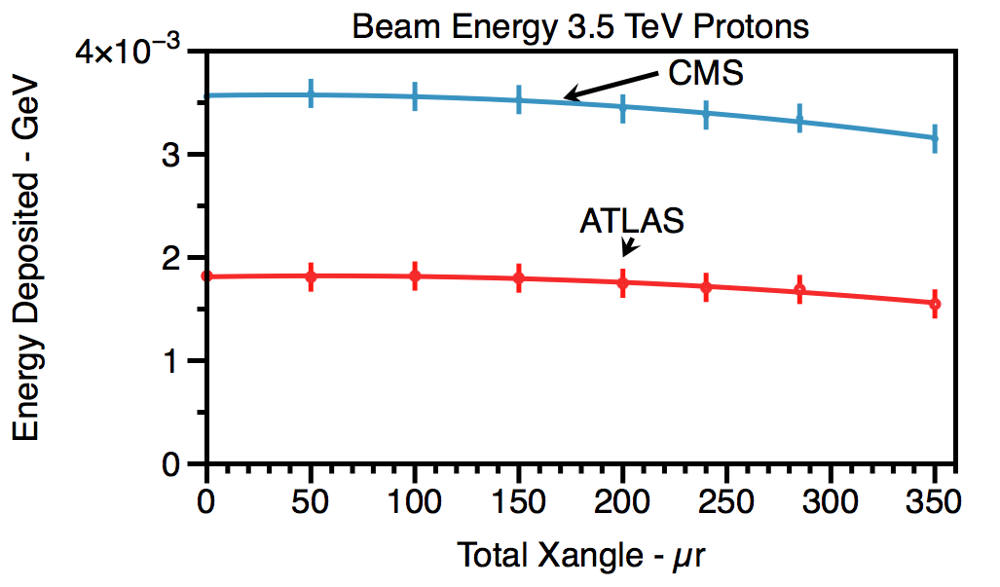 Beam Energy 3.5 TeV Protons
4×10⁻³
3
2
1
0
Energy Deposited - GeV
CMS
ATLAS
0 50 100 150 200 250 300 350
Total Xangle - µr